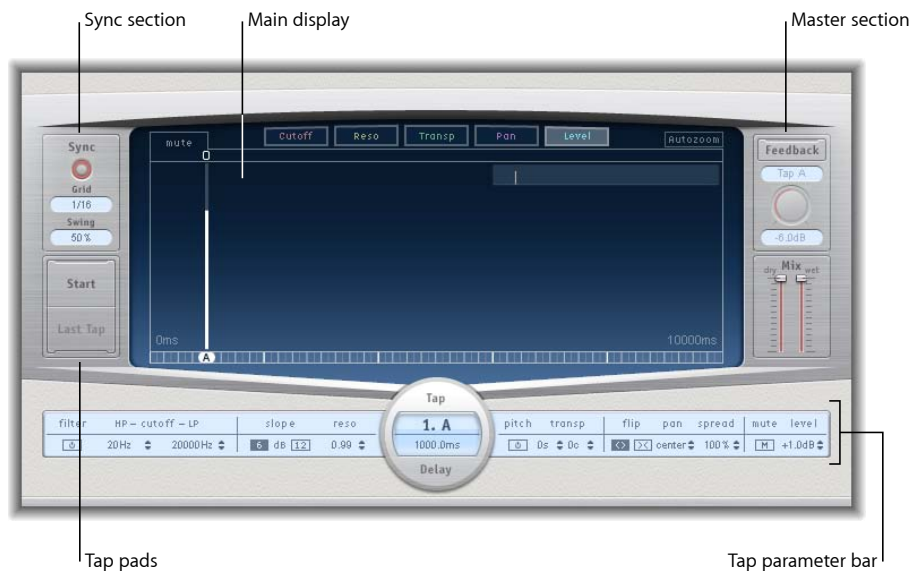 Sync section
Main display
Master section
Sync
Grid
1/16
Swing
50%
Start
Last Tap
mute
Cutoff
Reso
Transp
Pan
Level
Autozoom
0ms
10000ms
A
Feedback
Tap A
-6.0dB
dry Mix wet
Tap
1. A
1000.0ms
Delay
filter HP – cutoff – LP slope reso
20Hz 20000Hz 6 dB 12 0.99
pitch transp flip pan spread mute level
0s 0c center 100% M +1.0dB
Tap pads
Tap parameter bar